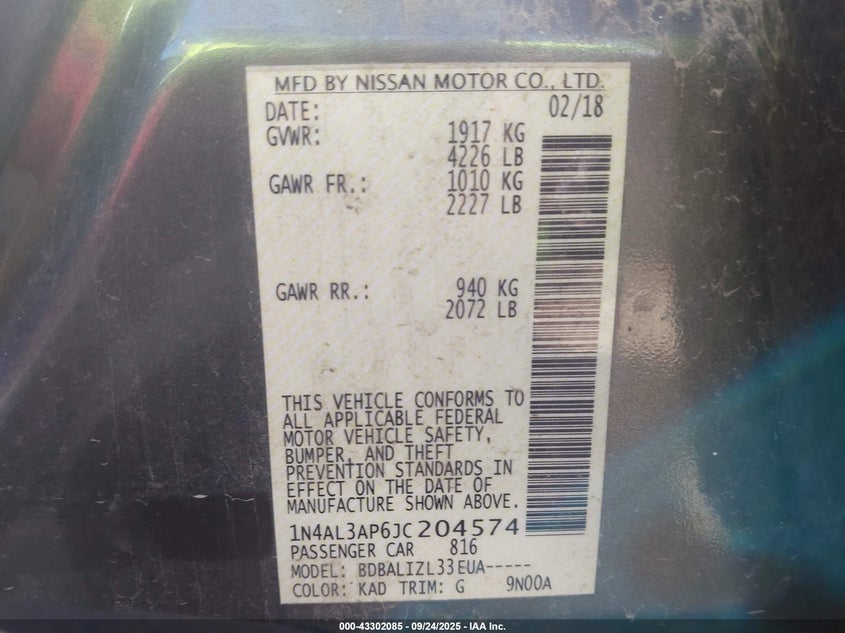 MFD BY NISSAN MOTOR CO., LTD.
DATE: 02/18
GVWR: 1917 KG
4226 LB
GAWR FR.: 1010 KG
2227 LB
GAWR RR.: 940 KG
2072 LB
THIS VEHICLE CONFORMS TO
ALL APPLICABLE FEDERAL
MOTOR VEHICLE SAFETY,
BUMPER, AND THEFT
PREVENTION STANDARDS IN
EFFECT ON THE DATE OF
MANUFACTURE SHOWN ABOVE.
1N4AL3AP6JC204574
PASSENGER CAR 816
MODEL: BDBALIZL33EUA-----
COLOR: KAD TRIM: G 9N00A
000-43302085 - 09/24/2025 - IAA Inc.